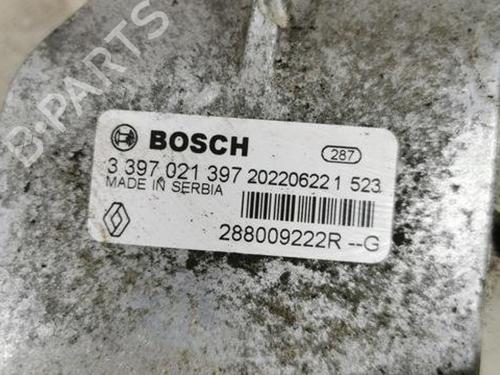 BOSCH
287
3 397 021 397 20220622 1 523
MADE IN SERBIA
288009222R--G
B-PARTS